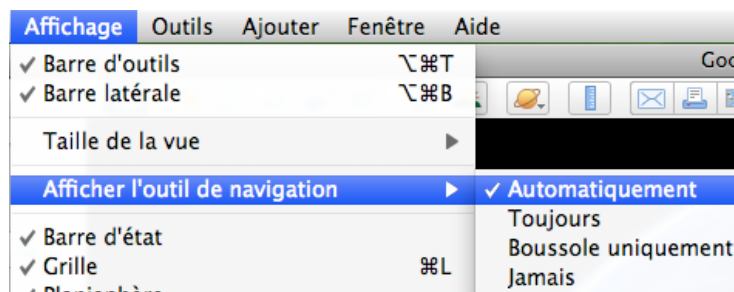 Affichage Outils Ajouter Fenêtre Aide
✓ Barre d'outils ⌥⌘T
✓ Barre latérale ⌥⌘B
Taille de la vue
Afficher l'outil de navigation
✓ Automatiquement
Toujours
Boussole uniquement
Jamais
✓ Barre d'état
✓ Grille ⌘L